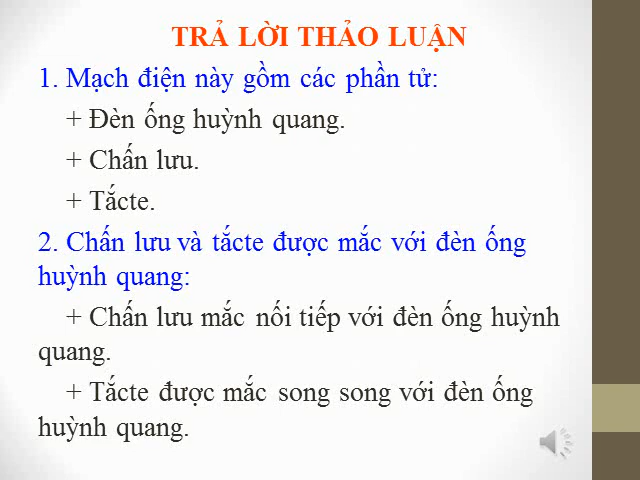 TRẢ LỜI THẢO LUẬN
1. Mạch điện này gồm các phần tử:
+ Đèn ống huỳnh quang.
+ Chấn lưu.
+ Tắcte.
2. Chấn lưu và tắcte được mắc với đèn ống
huỳnh quang:
+ Chấn lưu mắc nối tiếp với đèn ống huỳnh
quang.
+ Tắcte được mắc song song với đèn ống
huỳnh quang.